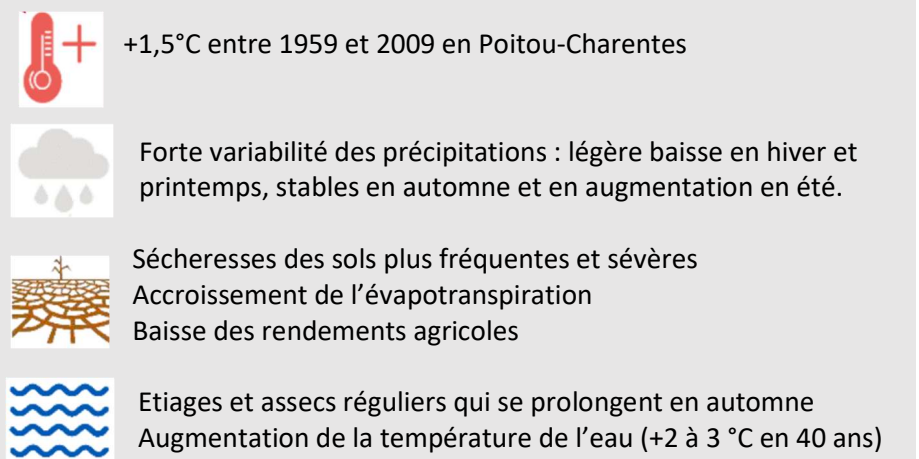 +1,5°C entre 1959 et 2009 en Poitou-Charentes
Forte variabilité des précipitations : légère baisse en hiver et
printemps, stables en automne et en augmentation en été.
Sécheresses des sols plus fréquentes et sévères
Accroissement de l’évapotranspiration
Baisse des rendements agricoles
Etiages et assecs réguliers qui se prolongent en automne
Augmentation de la température de l’eau (+2 à 3 °C en 40 ans)